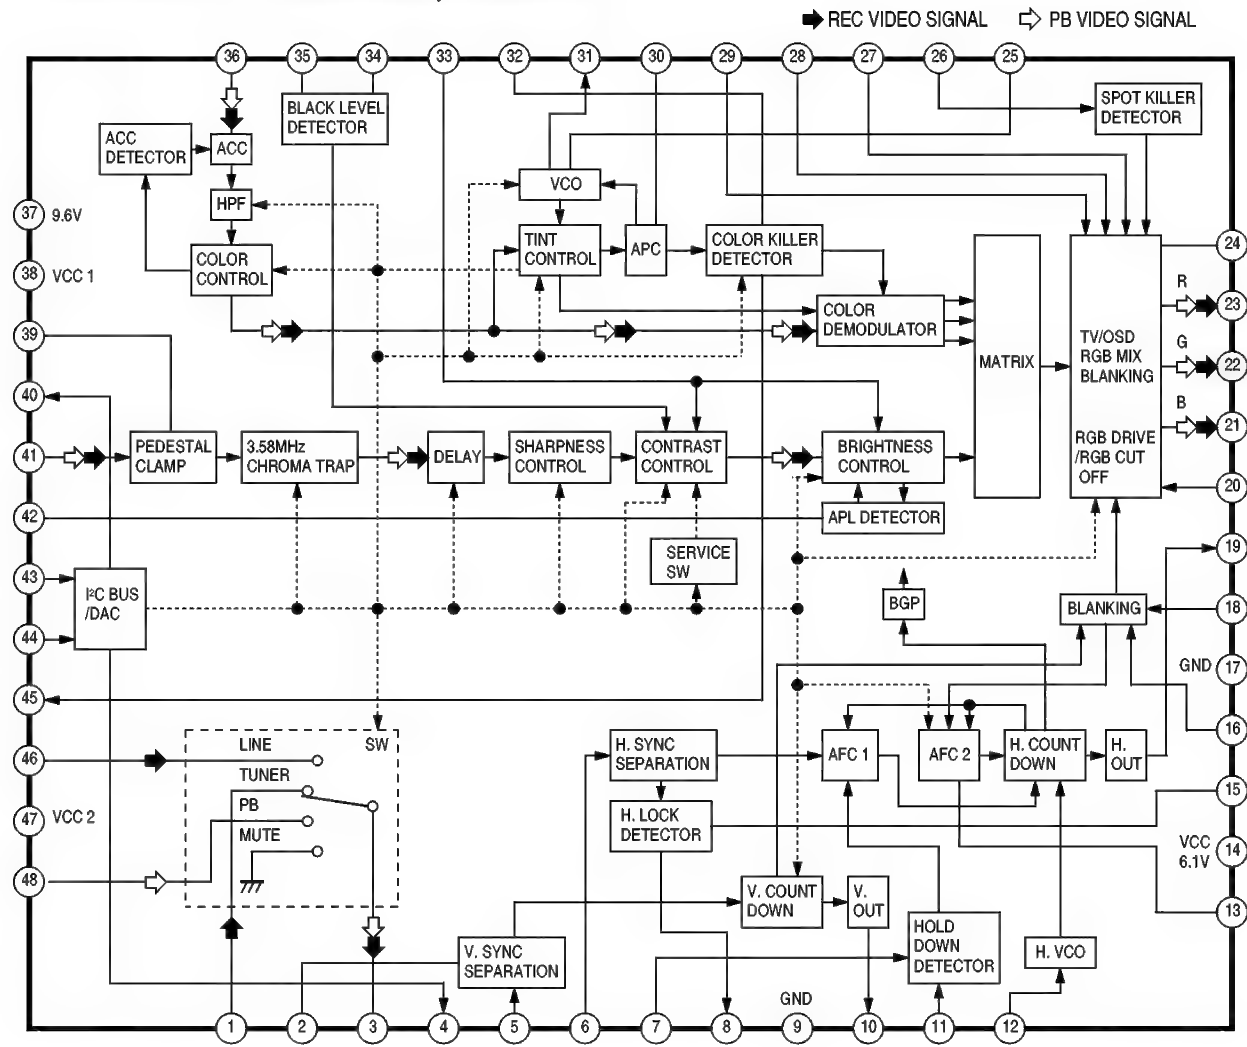 REC VIDEO SIGNAL PB VIDEO SIGNAL
36 35 34 33 32 31 30 29 28 27 26 25
BLACK LEVEL
DETECTOR
SPOT KILLER
DETECTOR
ACC
DETECTOR
ACC
VCO
HPF
37 9.6V
TINT
CONTROL
APC
COLOR KILLER
DETECTOR
24
COLOR
CONTROL
38 VCC 1
R
23
COLOR
DEMODULATOR
39
MATRIX
TV/OSD
RGB MIX
BLANKING
G
22
40
B
21
RGB DRIVE
/RGB CUT
OFF
41
PEDESTAL
CLAMP
3.58MHz
CHROMA TRAP
DELAY
SHARPNESS
CONTROL
CONTRAST
CONTROL
BRIGHTNESS
CONTROL
20
42
APL DETECTOR
19
SERVICE
SW
43
I²C BUS
/DAC
BGP
BLANKING
18
44
GND 17
45
16
SW
LINE
46
TUNER
PB
MUTE
H. SYNC
SEPARATION
AFC 1
AFC 2
H. COUNT
DOWN
H.
OUT
15
47 VCC 2
H. LOCK
DETECTOR
VCC
6.1V
14
48
V. COUNT
DOWN
V.
OUT
13
HOLD
DOWN
DETECTOR
V. SYNC
SEPARATION
H. VCO
GND
1 2 3 4 5 6 7 8 9 10 11 12